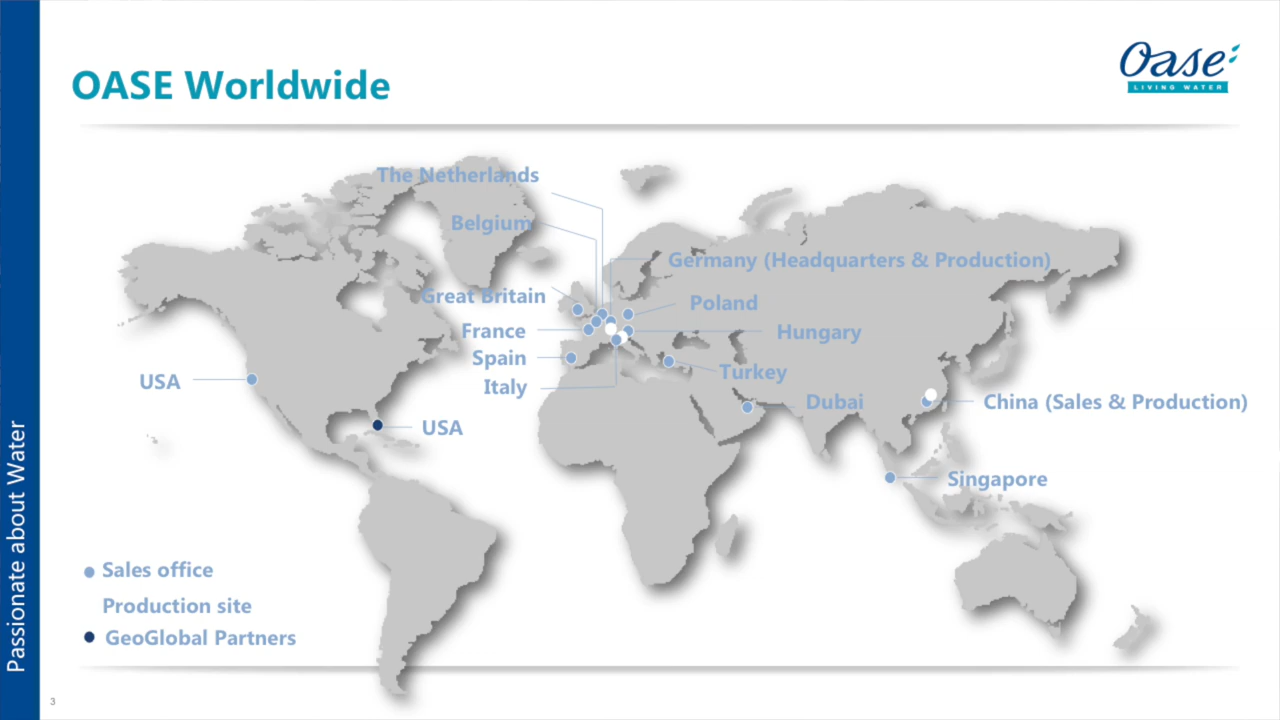 OASE Worldwide
Oase
LIVING WATER
The Netherlands
Belgium
Germany (Headquarters & Production)
Great Britain
Poland
France
Hungary
Spain
Turkey
Italy
USA
Dubai
China (Sales & Production)
USA
Singapore
Sales office
Production site
GeoGlobal Partners
Passionate about Water
3